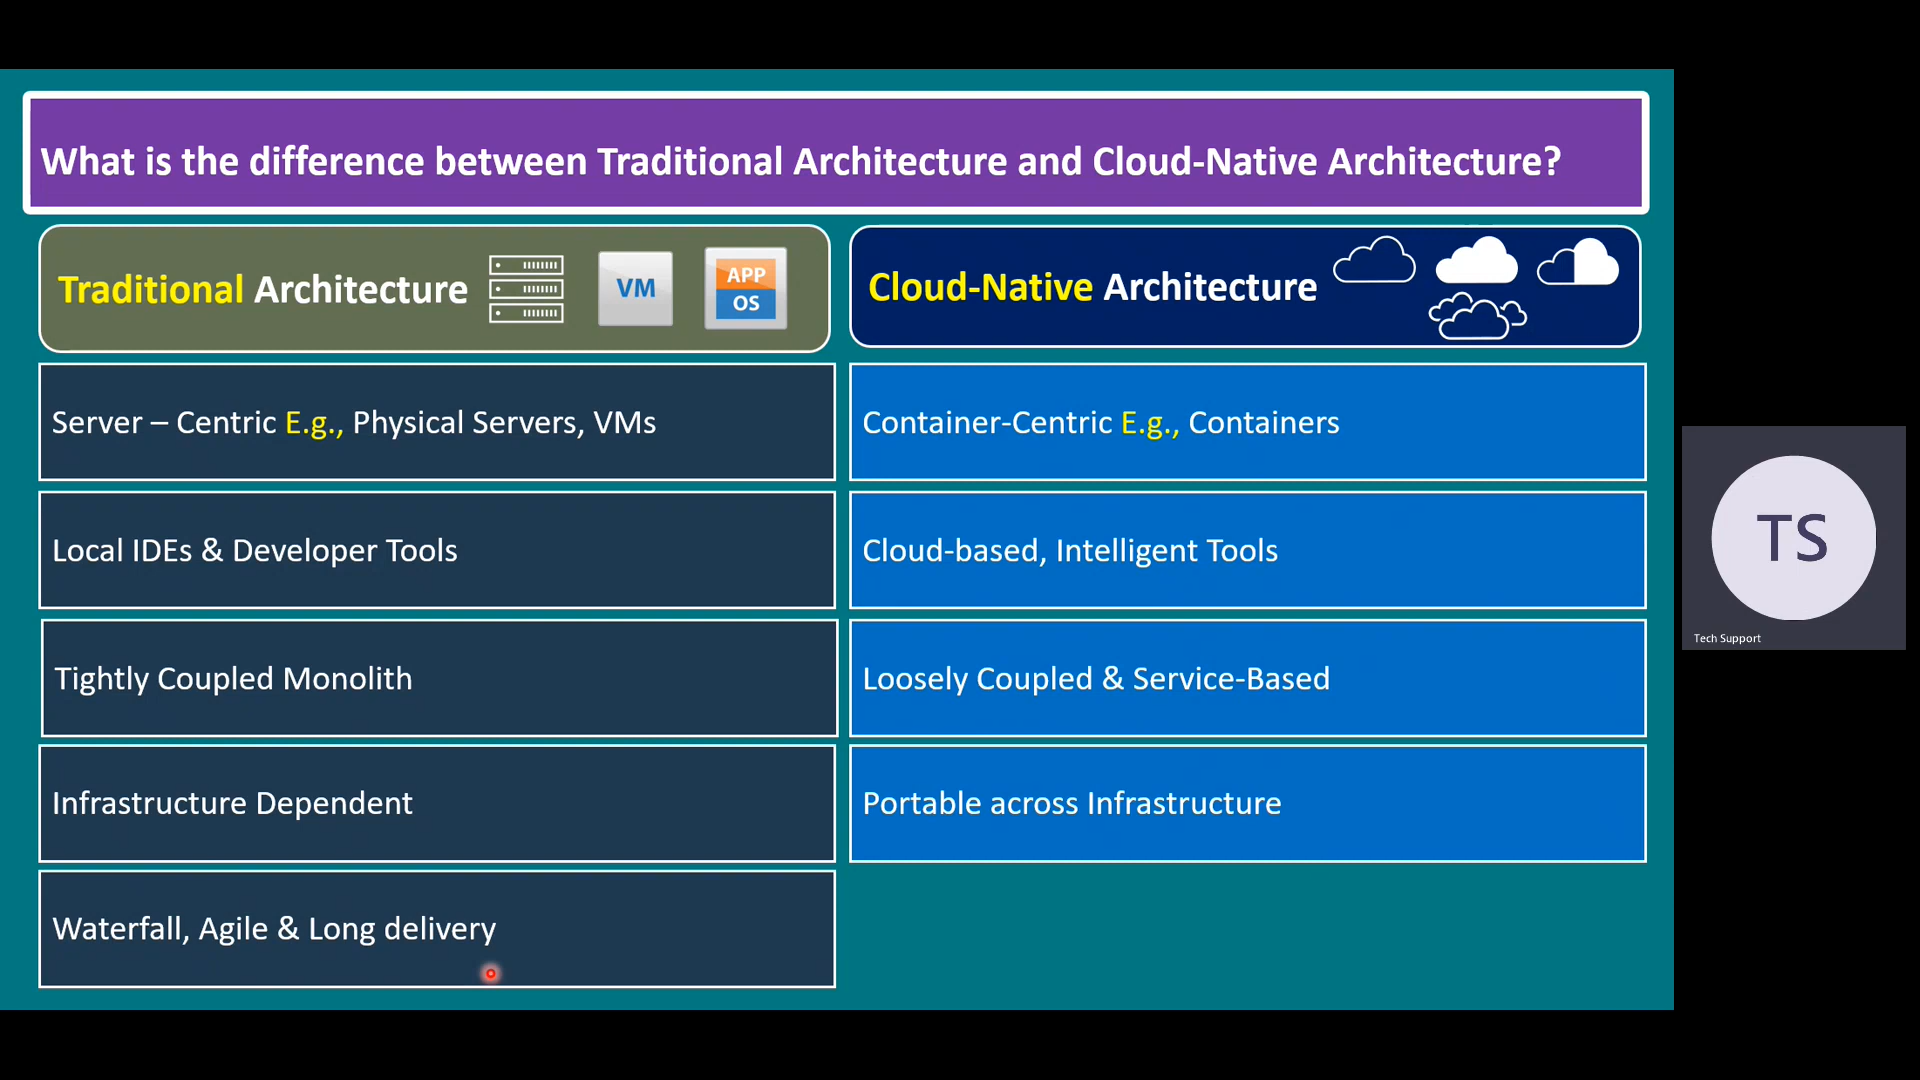 What is the difference between Traditional Architecture and Cloud-Native Architecture?
Traditional Architecture
VM
APP
OS
Cloud-Native Architecture
Server – Centric E.g., Physical Servers, VMs
Container-Centric E.g., Containers
Local IDEs & Developer Tools
Cloud-based, Intelligent Tools
Tightly Coupled Monolith
Loosely Coupled & Service-Based
Infrastructure Dependent
Portable across Infrastructure
Waterfall, Agile & Long delivery
TS
Tech Support